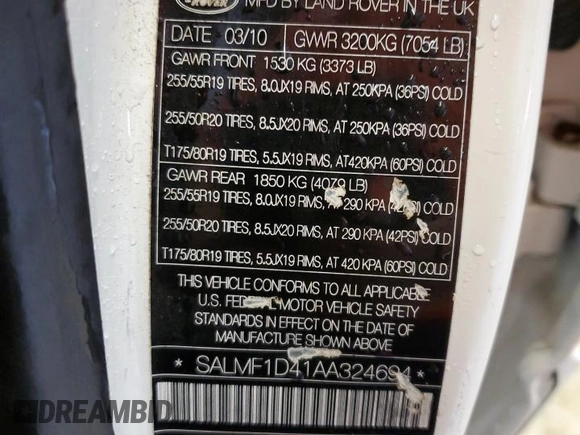 ROVER
MFD BY LAND ROVER IN THE UK
DATE 03/10 GVWR 3200KG (7054 LB)
GAWR FRONT 1530 KG (3373 LB)
255/55R19 TIRES, 8.0JX19 RIMS, AT 250KPA (36PSI) COLD
255/50R20 TIRES, 8.5JX20 RIMS, AT 250KPA (36PSI) COLD
T175/80R19 TIRES, 5.5JX19 RIMS, AT420KPA (60PSI) COLD
GAWR REAR 1850 KG (4079 LB)
255/55R19 TIRES, 8.0JX19 RIMS, AT 290 KPA (42PSI) COLD
255/50R20 TIRES, 8.5JX20 RIMS, AT 290 KPA (42PSI) COLD
T175/80R19 TIRES, 5.5JX19 RIMS, AT 420 KPA (60PSI) COLD
THIS VEHICLE CONFORMS TO ALL APPLICABLE
U.S. FEDERAL MOTOR VEHICLE SAFETY
STANDARDS IN EFFECT ON THE DATE OF
MANUFACTURE SHOWN ABOVE
* SALMF1D41AA324694 *
DREAMBID